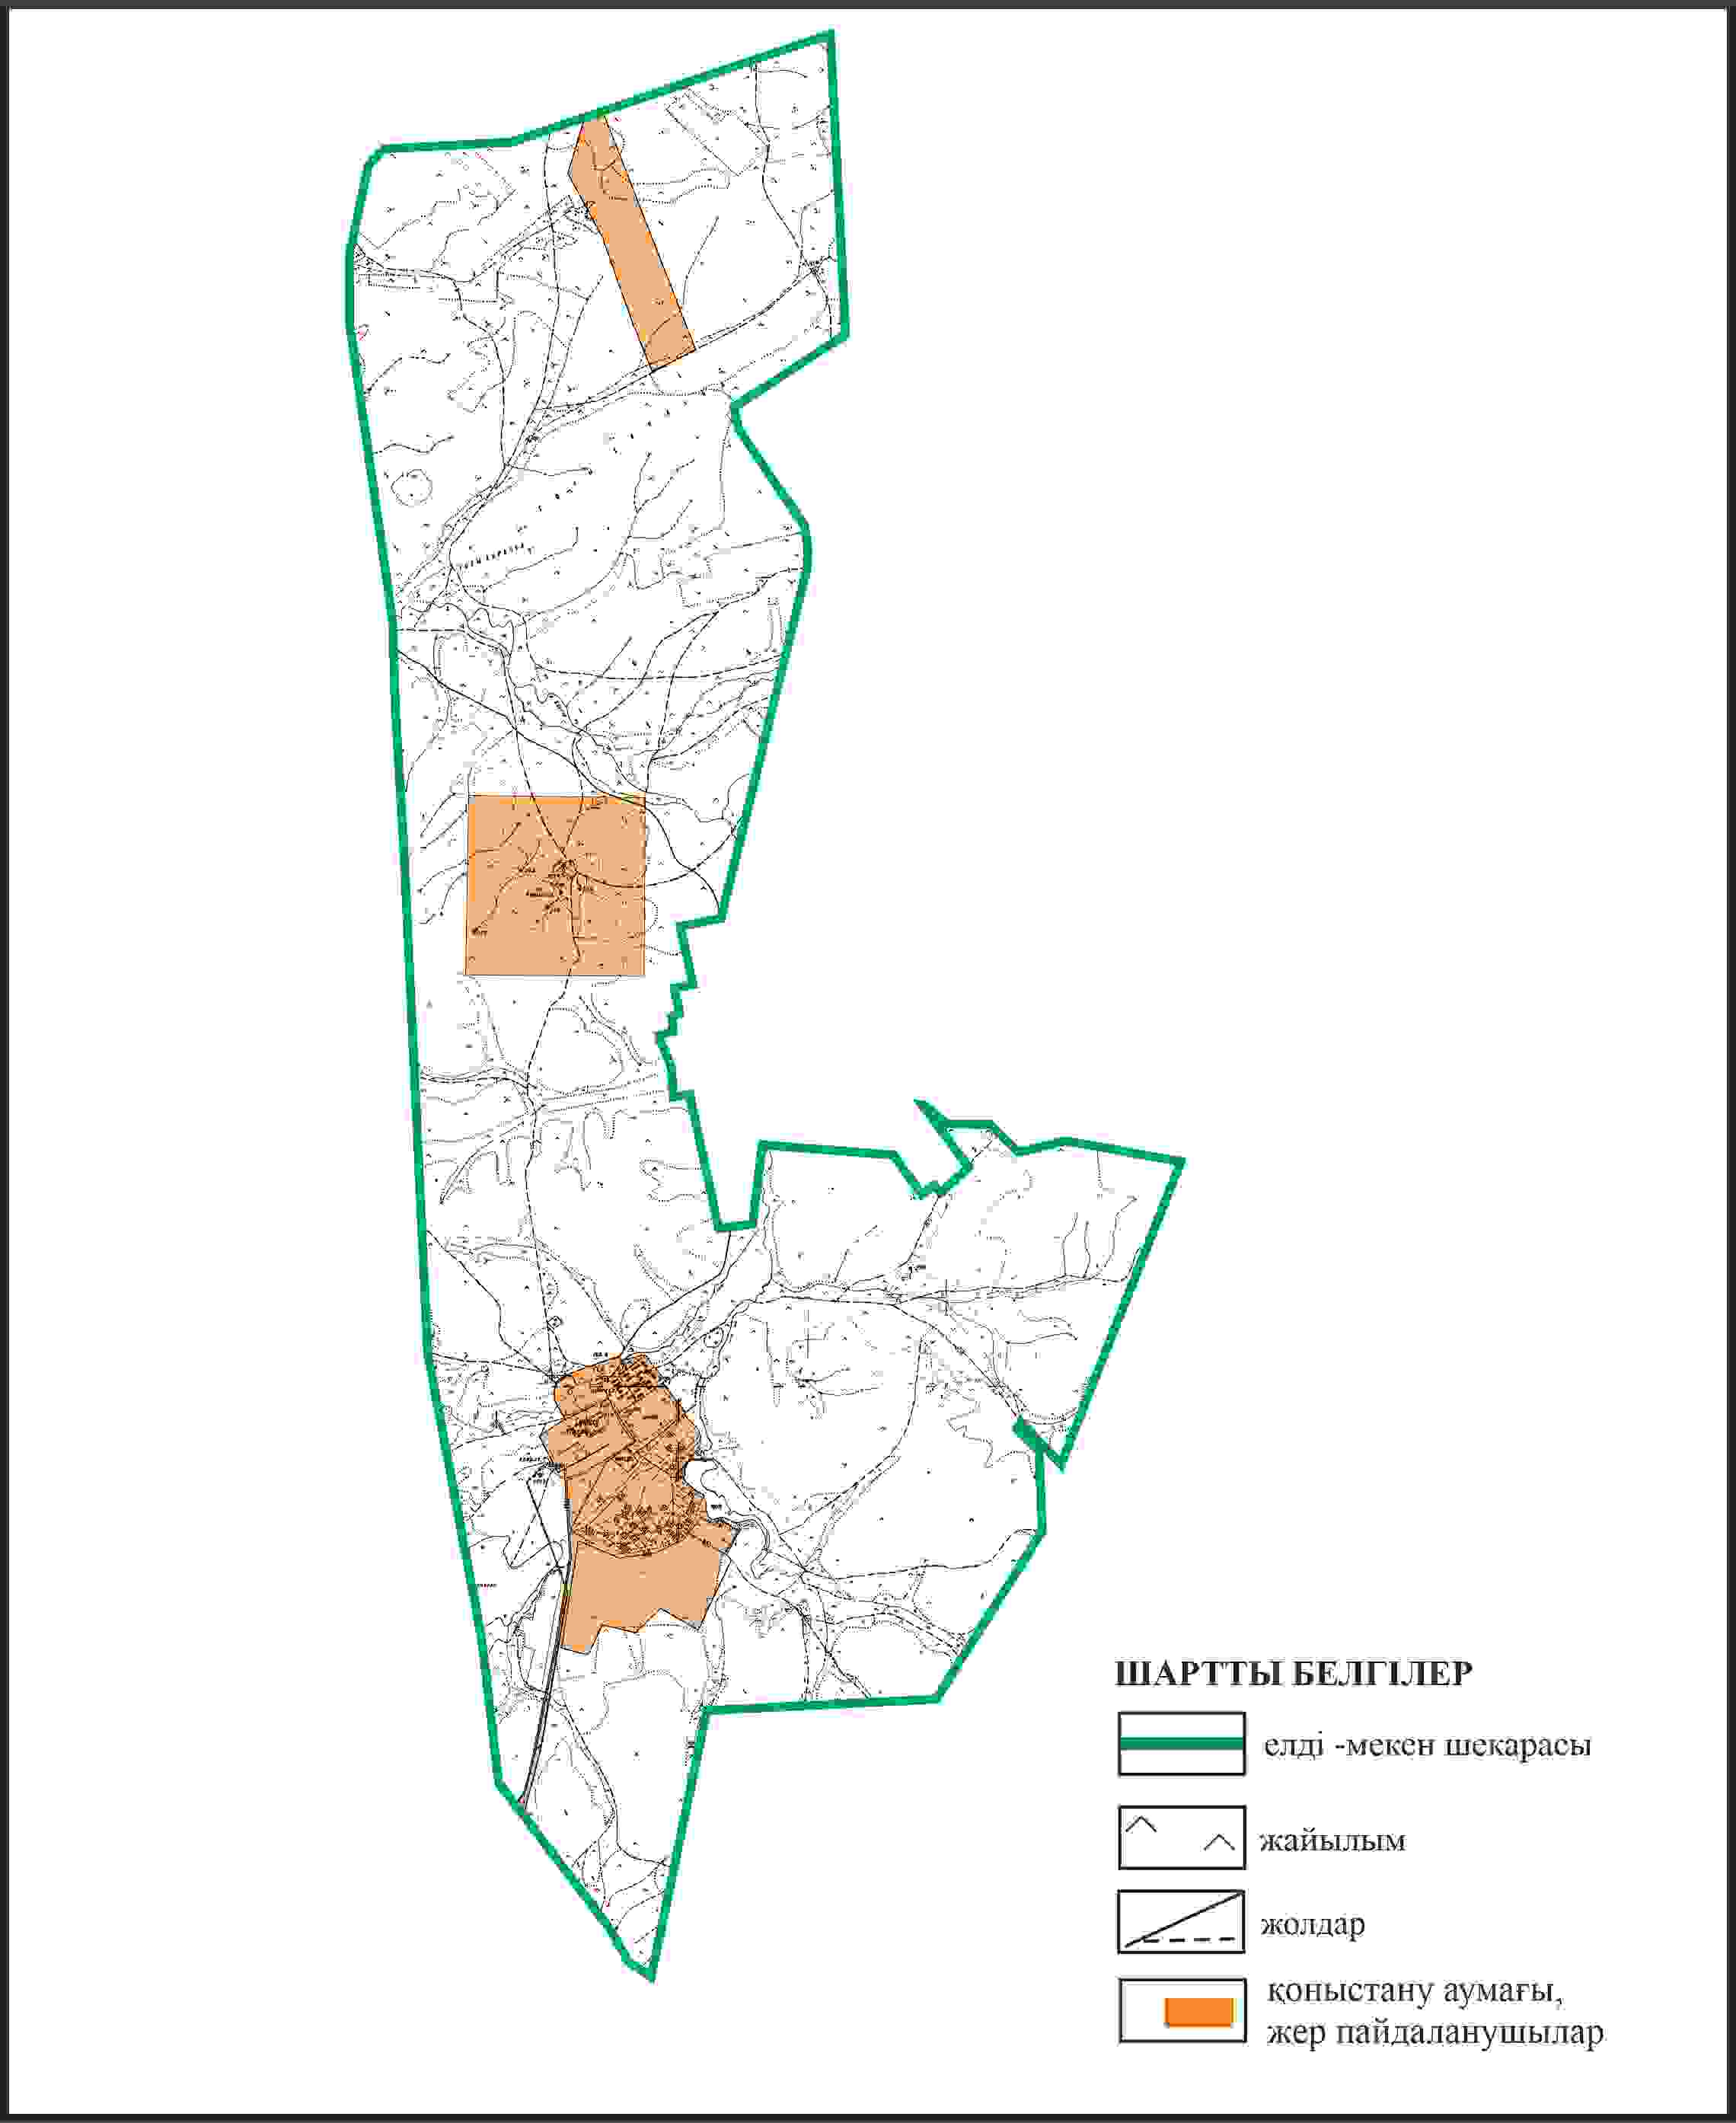 ШАРТТЫ БЕЛГІЛЕР
елді -мекен шекарасы
жайылым
жолдар
қоныстану аумағы,
жер пайдаланушылар